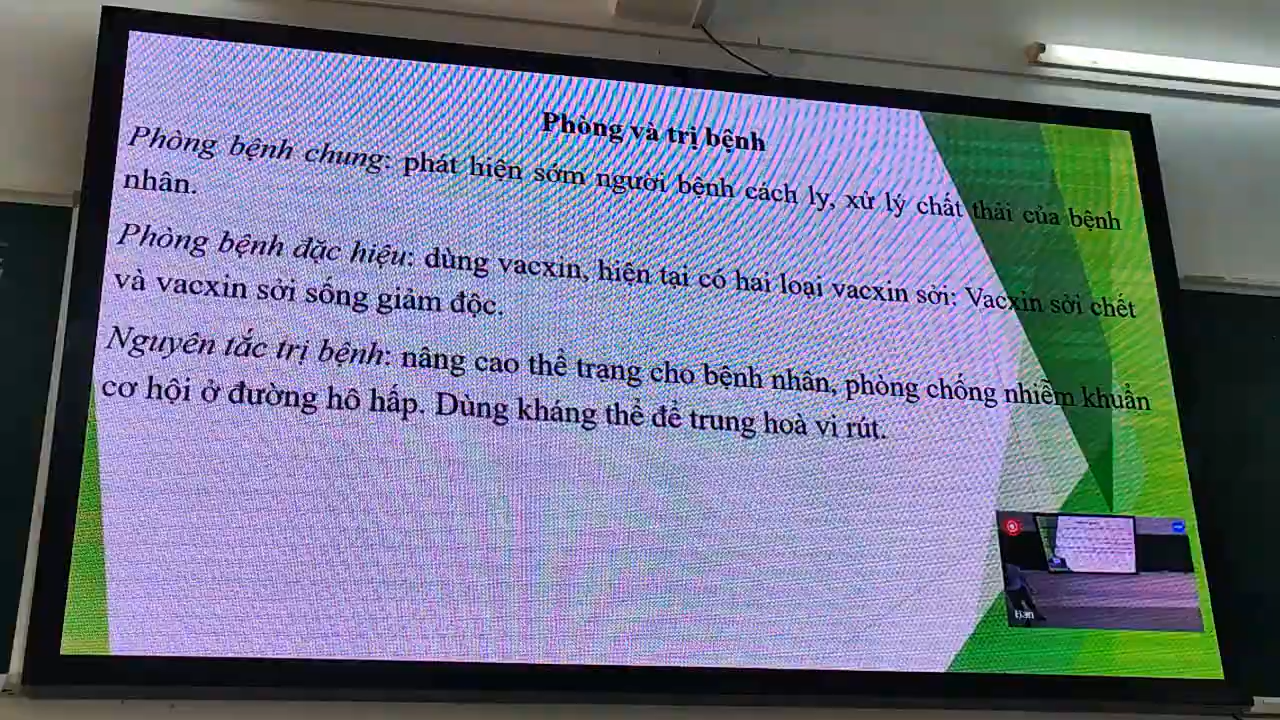 Phòng và trị bệnh
Phòng bệnh chung: phát hiện sớm người bệnh cách ly, xử lý chất thải của bệnh
nhân.
Phòng bệnh đặc hiệu: dùng vacxin, hiện tại có hai loại vacxin sởi: Vacxin sởi chết
và vacxin sởi sống giảm độc.
Nguyên tắc trị bệnh: nâng cao thể trạng cho bệnh nhân, phòng chống nhiễm khuẩn
cơ hội ở đường hô hấp. Dùng kháng thể để trung hoà vi rút.